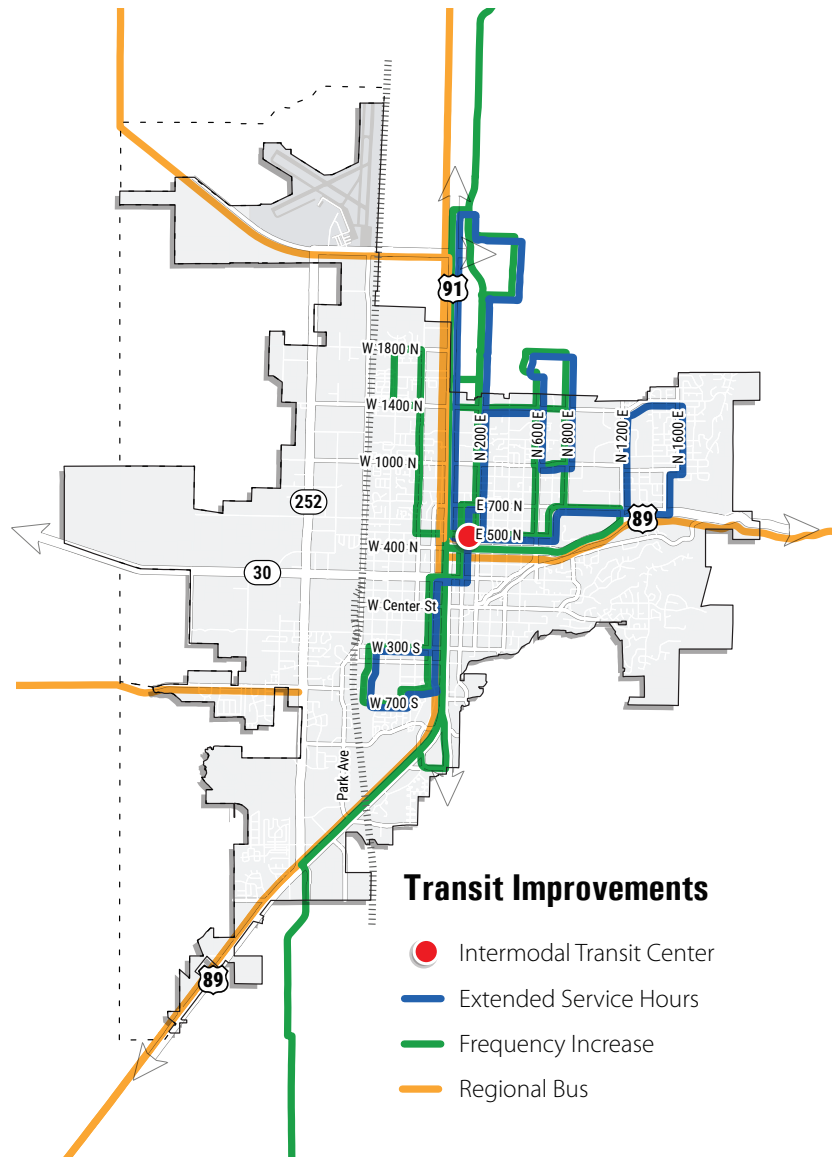 91
W 1800 N
W 1400 N
N 200 E
N 600 E
N 800 E
N 1200 E
N 1600 E
W 1000 N
252
E 700 N
89
E 500 N
W 400 N
30
W Center St
W 300 S
W 700 S
Park Ave
Transit Improvements
Intermodal Transit Center
89
Extended Service Hours
Frequency Increase
Regional Bus